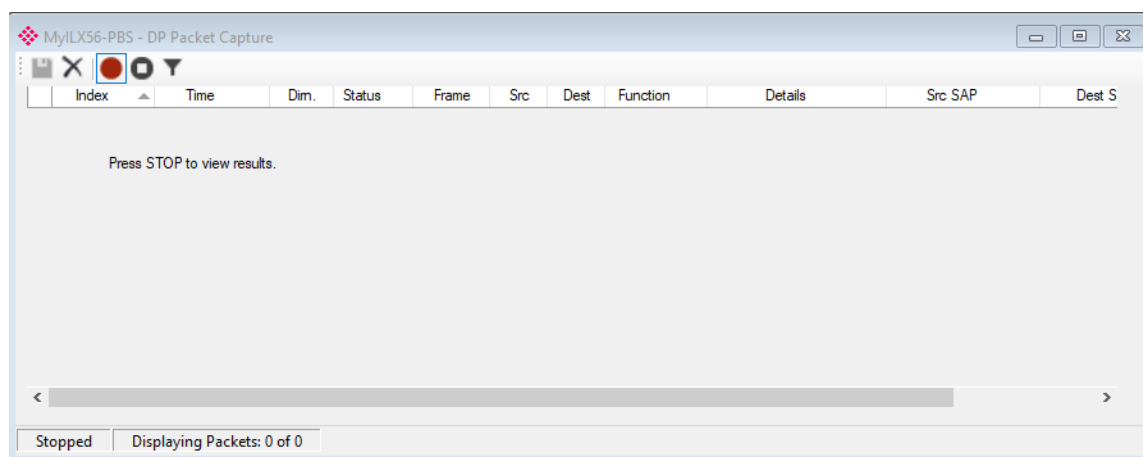 MyILX56-PBS - DP Packet Capture
Index Time Dim. Status Frame Src Dest Function Details Src SAP Dest S
Press STOP to view results.
Stopped Displaying Packets: 0 of 0